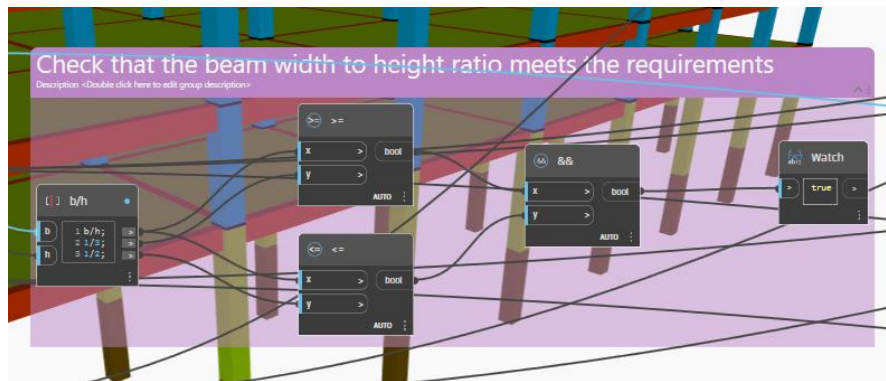 Check that the beam width to height ratio meets the requirements
Description <Double click here to edit group description>
>= >=
x > bool >
y >
AUTO
&& &&
x > bool >
y >
AUTO
Watch
> true >
b/h
b 1 b/h; >
2 1/3; >
h 3 1/2; >
<= <=
x > bool >
y >
AUTO